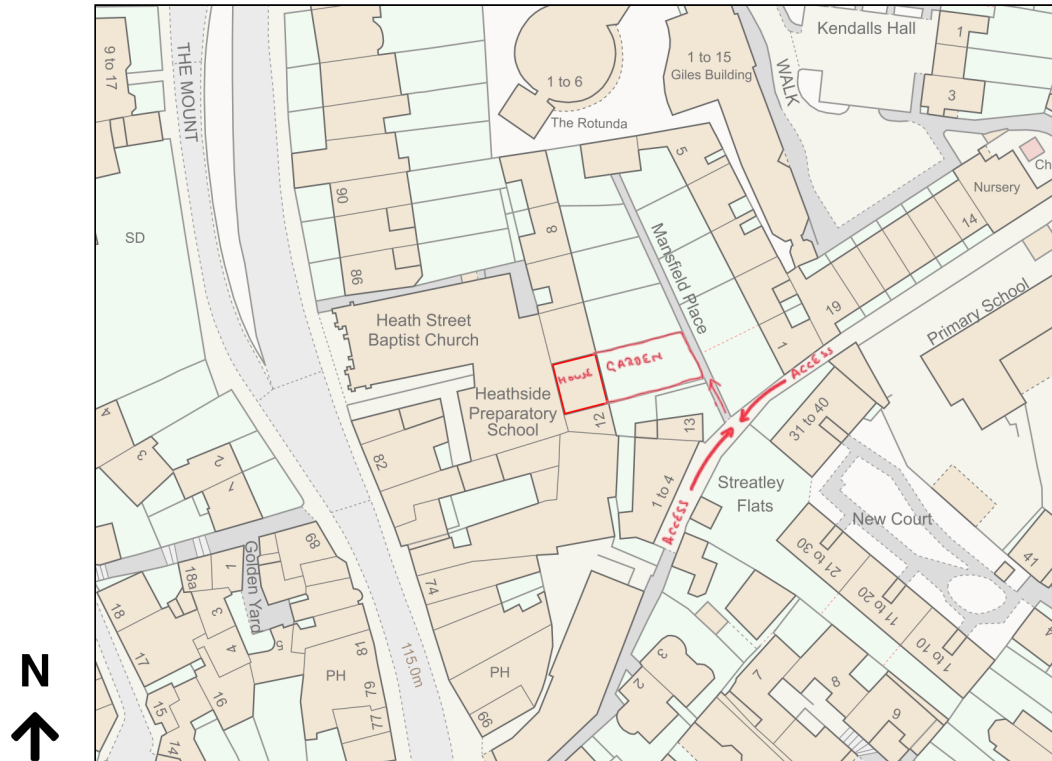 Kendalls Hall
1
9 to 17
THE MOUNT
1 to 15
Giles Building
WALK
1 to 6
3
The Rotunda
Ch
5
Nursery
90
14
8
SD
Mansfield Place
86
19
Primary School
Heath Street
Baptist Church
1
GARDEN
HOUSE
ACCESS
Heathside
Preparatory
School
4
12
13
31 to 40
3
2
1
82
Streatley
Flats
1 to 4
New Court
ACCESS
Golden Yard
89
18a
1
21 to 30
14
18
3
74
11 to 20
17
4
5
81
115.0m
1 to 10
1
N
PH
PH
3
7
16
79
2
8
15
77
66
9
14